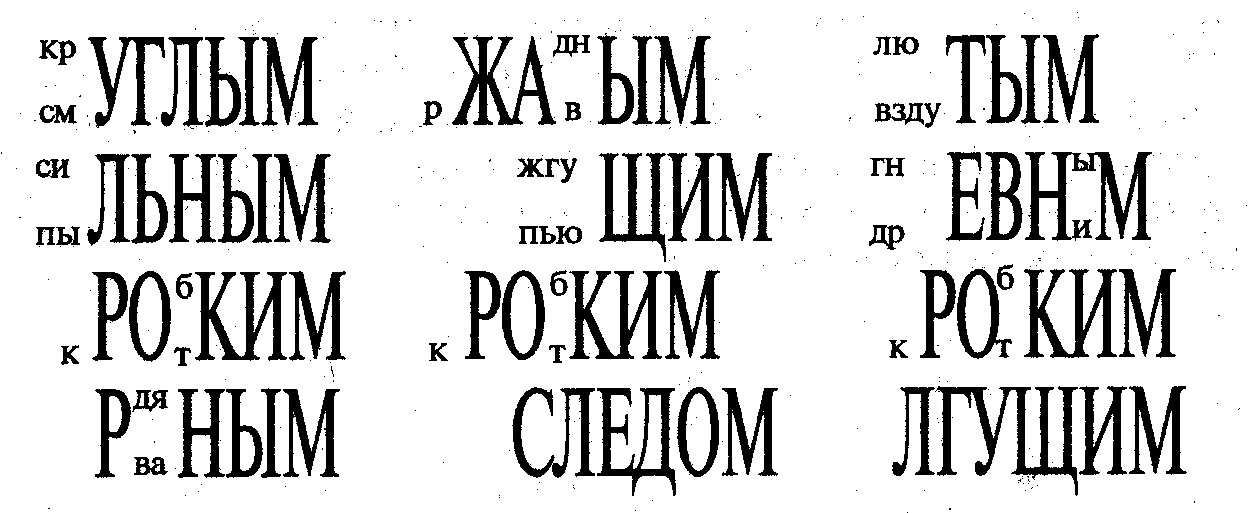 кр
см УГЛЫМ
си
пы ЛЬНЫМ
к РО б т КИМ
Р дя ва НЫМ
р ЖА дн в ЫМ
жгу
пью ЩИМ
к РО б т КИМ
СЛЕДОМ
лю
взду ТЫМ
гн
др ЕВН ы и М
к РО б т КИМ
ЛГУЩИМ